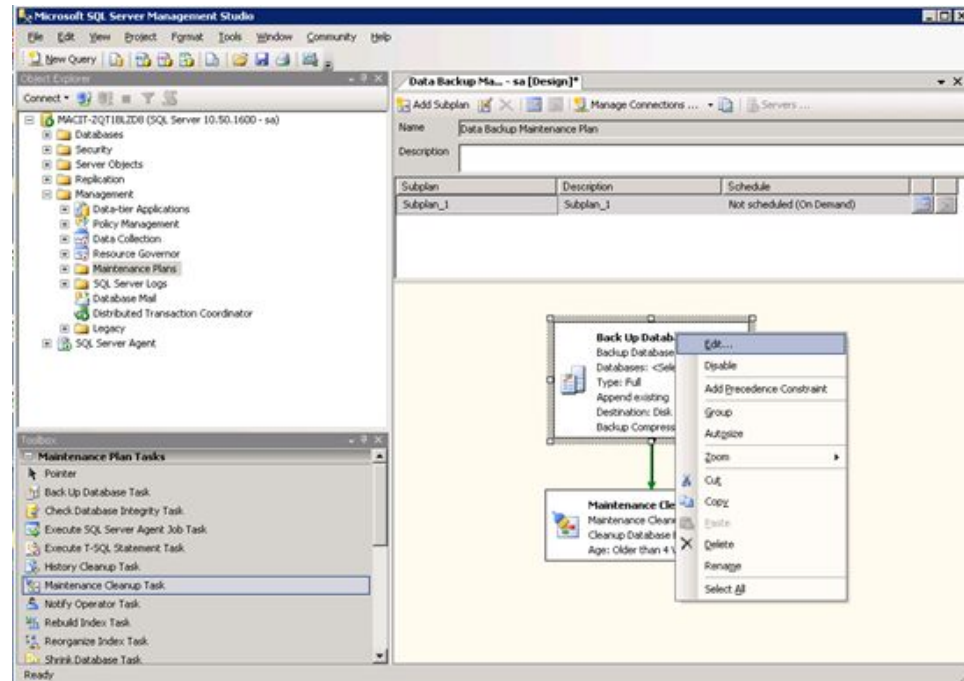 Microsoft SQL Server Management Studio
File Edit View Project Format Tools Window Community Help
New Query
Object Explorer
Connect
MACIT-ZQT1BLZD8 (SQL Server 10.50.1600 - sa)
Databases
Security
Server Objects
Replication
Management
Data-tier Applications
Policy Management
Data Collection
Resource Governor
Maintenance Plans
SQL Server Logs
Database Mail
Distributed Transaction Coordinator
Legacy
SQL Server Agent
Toolbox
Maintenance Plan Tasks
Pointer
Back Up Database Task
Check Database Integrity Task
Execute SQL Server Agent Job Task
Execute T-SQL Statement Task
History Cleanup Task
Maintenance Cleanup Task
Notify Operator Task
Rebuild Index Task
Reorganize Index Task
Shrink Database Task
Ready
Data Backup Ma... - sa [Design]*
Add Subplan Manage Connections ... Servers ...
Name Data Backup Maintenance Plan
Description
Subplan Description Schedule
Subplan_1 Subplan_1 Not scheduled (On Demand)
Back Up Datab
Backup Database
Databases: <Sele
Type: Full
Append existing
Destination: Disk
Backup Compress
Maintenance Cle
Maintenance Clean
Cleanup Database
Age: Older than 4
Edit...
Disable
Add Precedence Constraint
Group
Autosize
Zoom
Cut
Copy
Paste
Delete
Rename
Select All